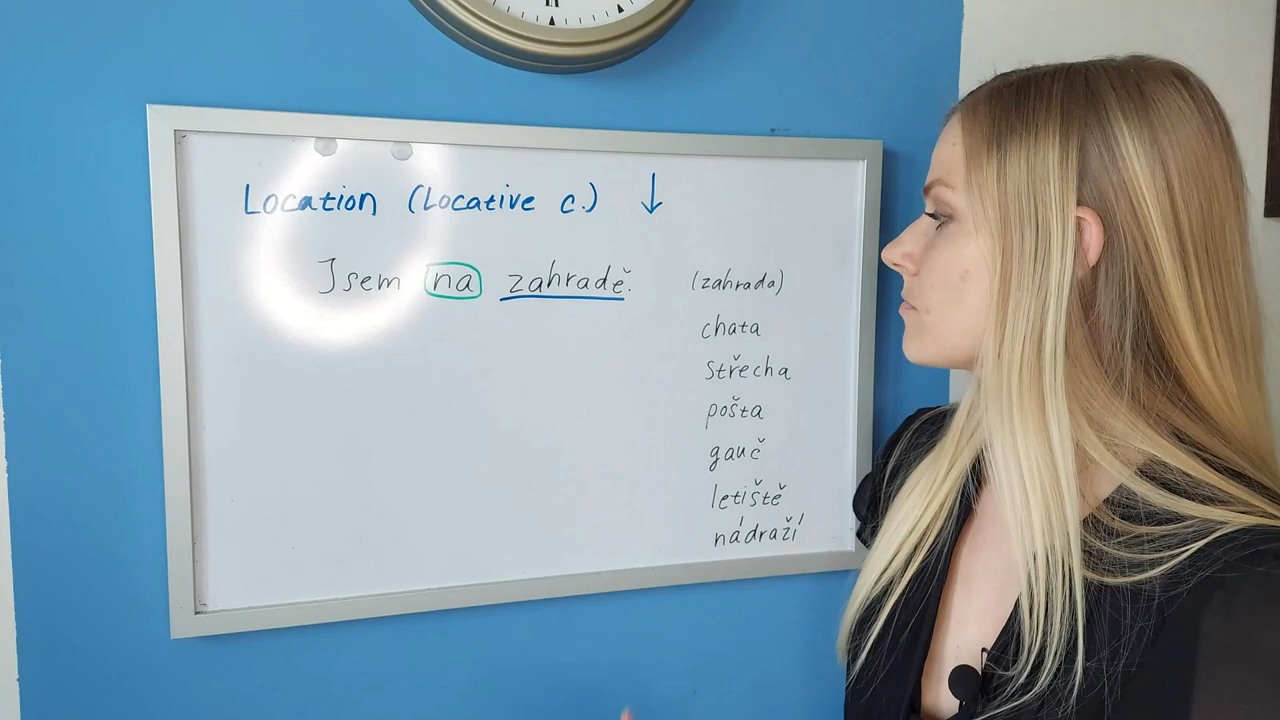 Location (Locative c.) ↓
Jsem na zahradě. (zahrada)
chata
střecha
pošta
gauč
letiště
nádraží